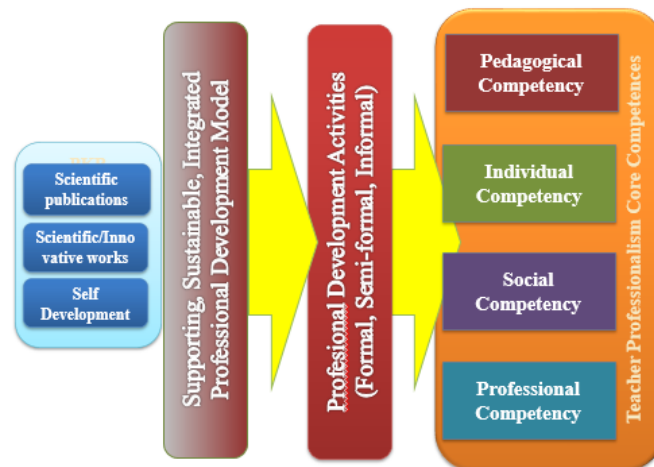 Scientific
publications
Scientific/Inno
vative works
Self
Development
Supporting, Sustainable, Integrated
Professional Development Model
Profesional Development Activities
(Formal, Semi-formal, Informal)
Pedagogical
Competency
Individual
Competency
Social
Competency
Professional
Competency
Teacher Professionalism Core Competences